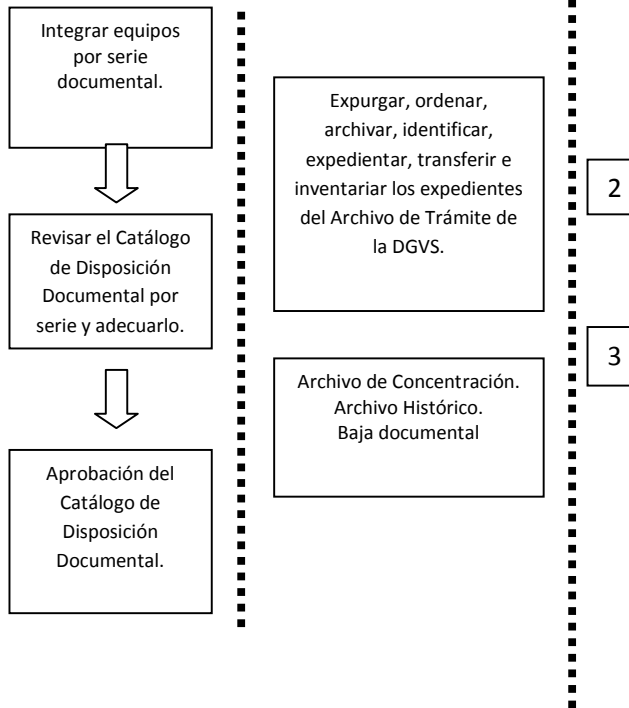 Integrar equipos
por serie
documental.
Revisar el Catálogo
de Disposición
Documental por
serie y adecuarlo.
Aprobación del
Catálogo de
Disposición
Documental.
Expurgar, ordenar,
archivar, identificar,
expedientar, transferir e
inventariar los expedientes
del Archivo de Trámite de
la DGVS.
Archivo de Concentración.
Archivo Histórico.
Baja documental
2
3